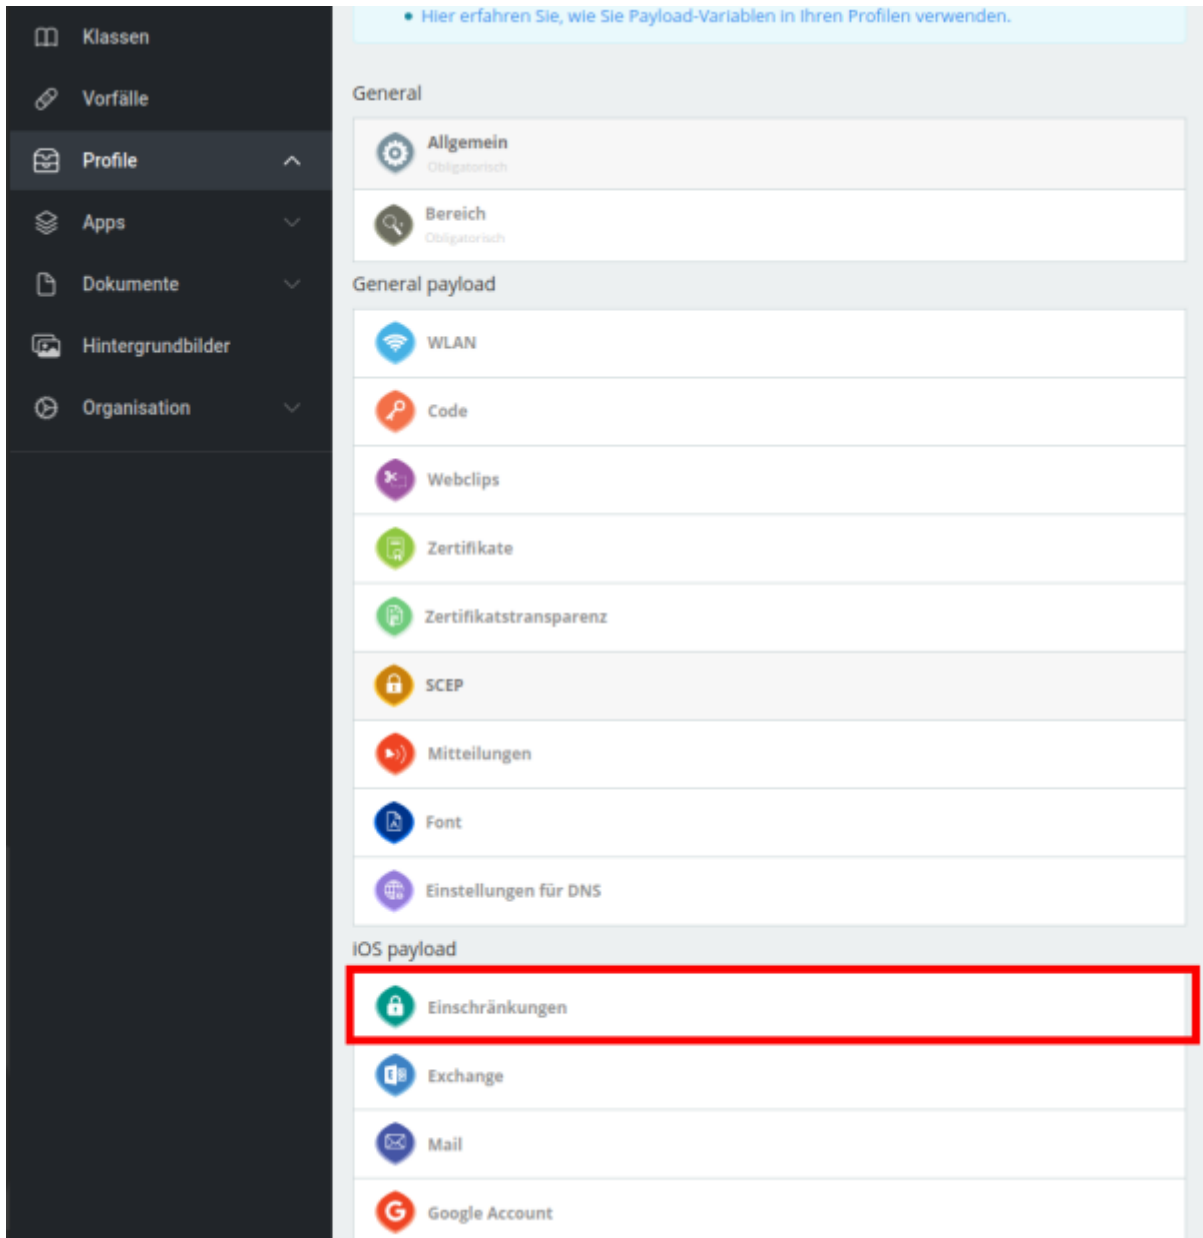 Klassen
Vorfälle
Profile
Apps
Dokumente
Hintergrundbilder
Organisation
Hier erfahren Sie, wie Sie Payload-Variablen in Ihren Profilen verwenden.
General
Allgemein
Obligatorisch
Bereich
Obligatorisch
General payload
WLAN
Code
Webclips
Zertifikate
Zertifikatstransparenz
SCEP
Mitteilungen
Font
Einstellungen für DNS
iOS payload
Einschränkungen
Exchange
Mail
Google Account